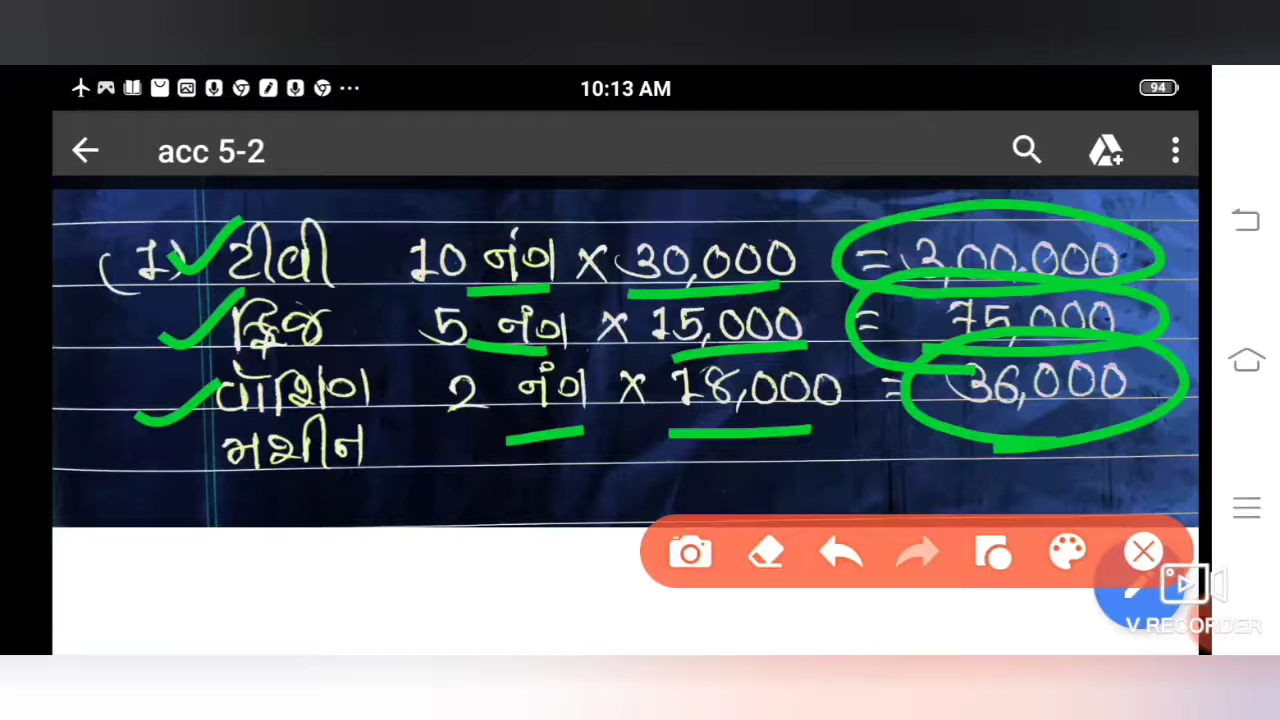 10:13 AM
94
acc 5-2
(1) ટીવી 10 નંગ × 30,000 = 3,00,000
ફ્રિજ 5 નંગ × 15,000 = 75,000
વૉશિંગ 2 નંગ × 18,000 = 36,000
મશીન
V RECORDER